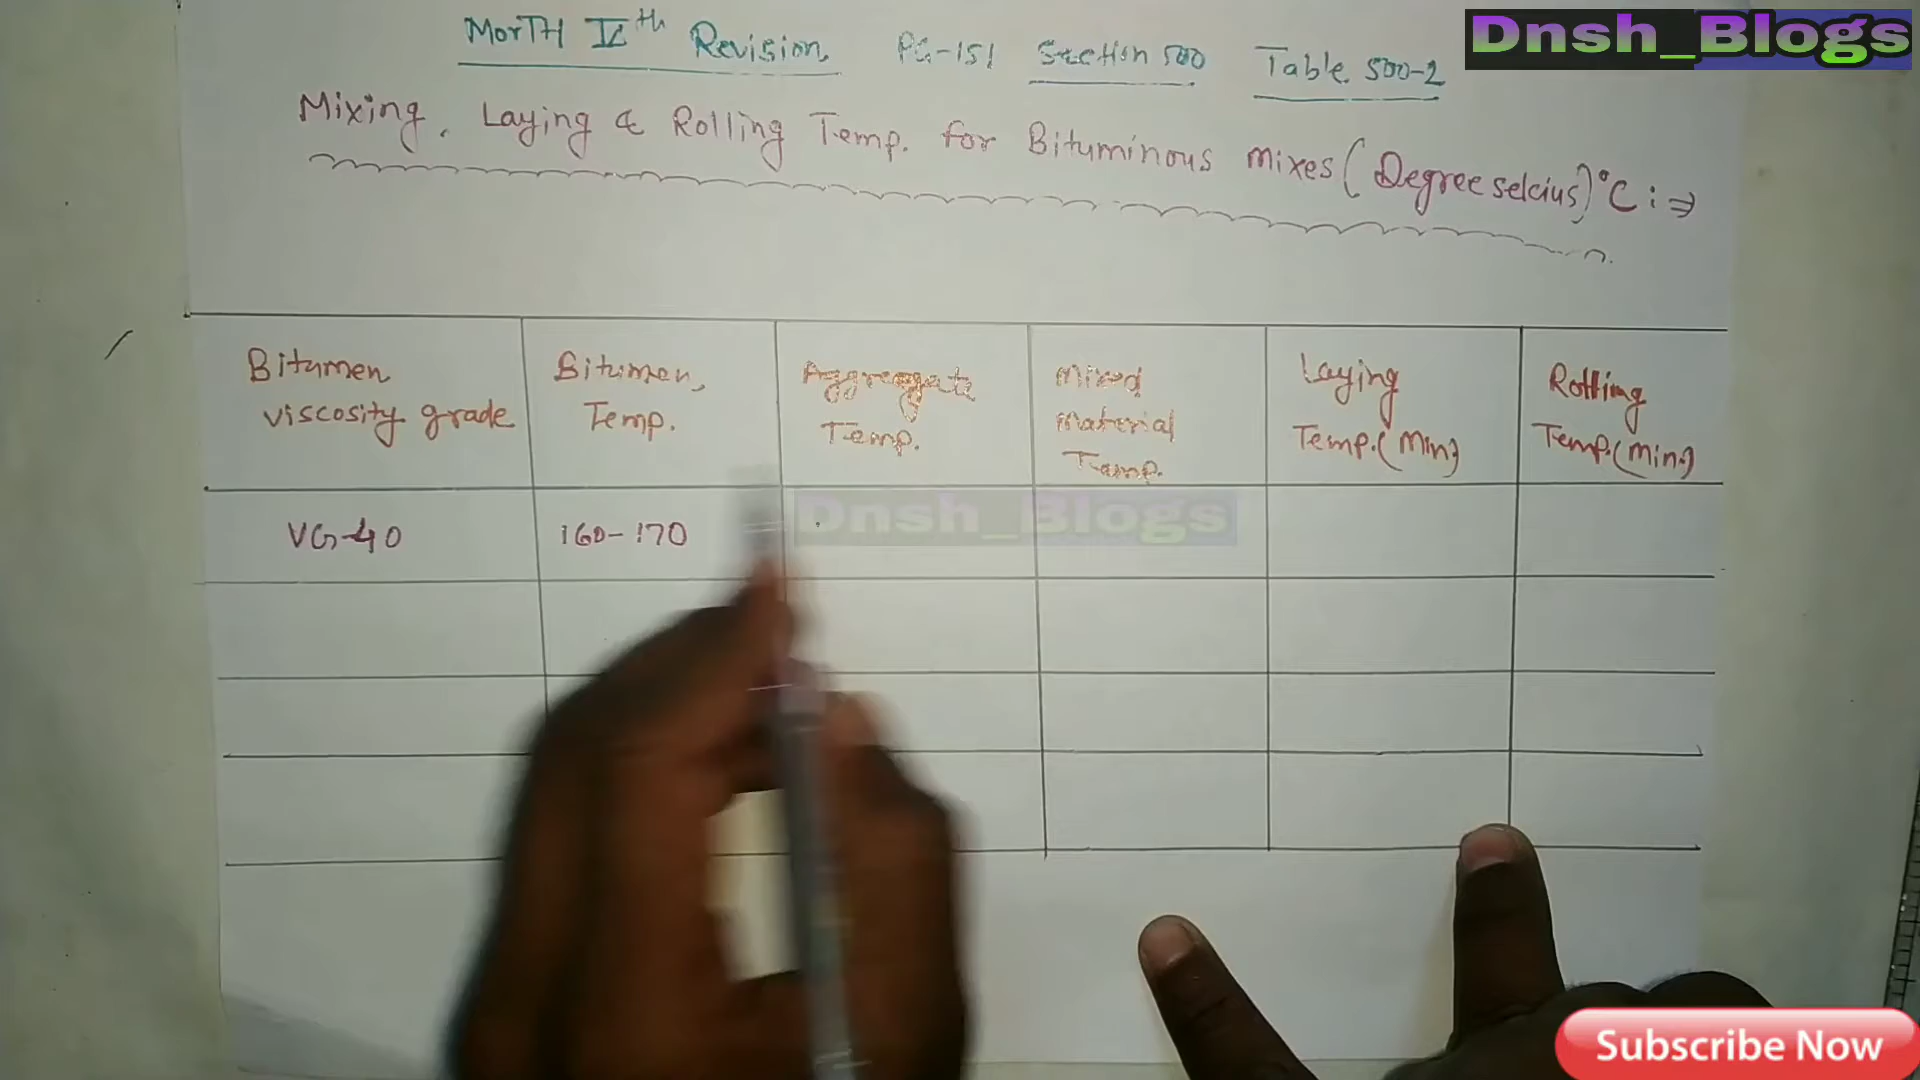 MorTH Vth Revision PG-151 Section 500 Table 500-2
Dnsh_Blogs
Mixing, Laying & Rolling Temp. for Bituminous mixes (Degree selcius)°C :⇒
Bitumen viscosity grade
Bitumen Temp.
Aggregate Temp.
Mixed Material Temp.
Laying Temp. (Min)
Rolling Temp. (Min)
VG-40 160-170
Dnsh_Blogs
Subscribe Now